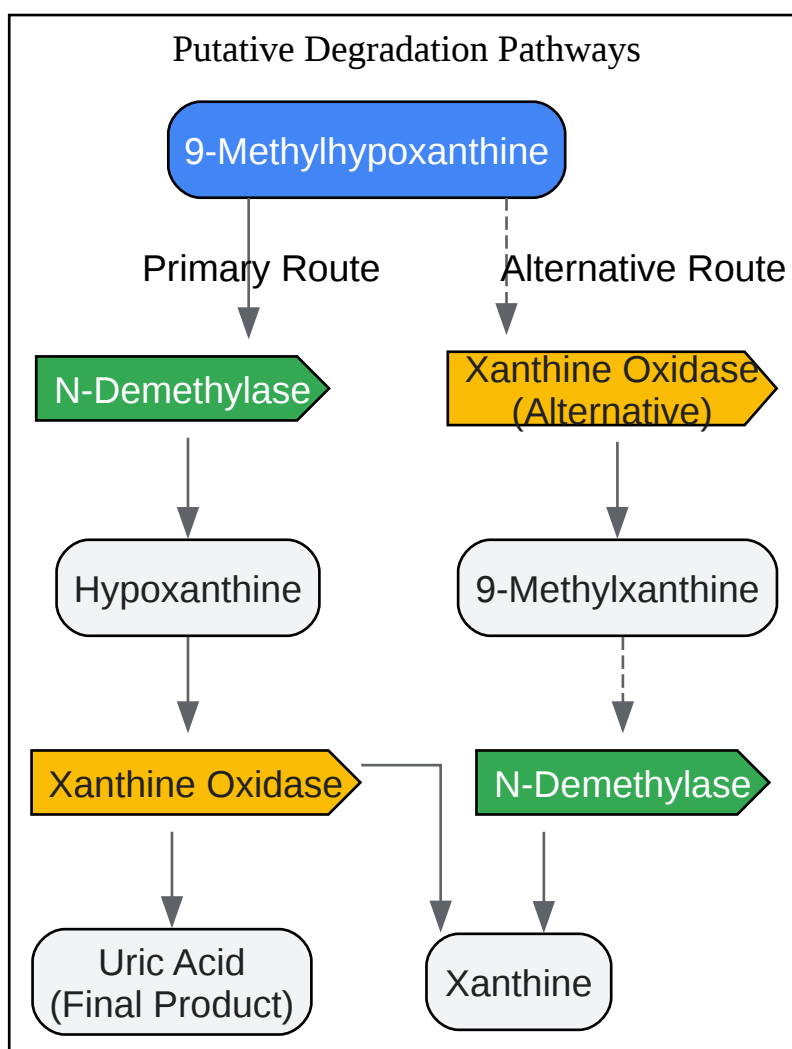 Putative Degradation Pathways
9-Methylhypoxanthine
Primary Route
Alternative Route
N-Demethylase
Xanthine Oxidase
(Alternative)
Hypoxanthine
9-Methylxanthine
Xanthine Oxidase
N-Demethylase
Uric Acid
(Final Product)
Xanthine